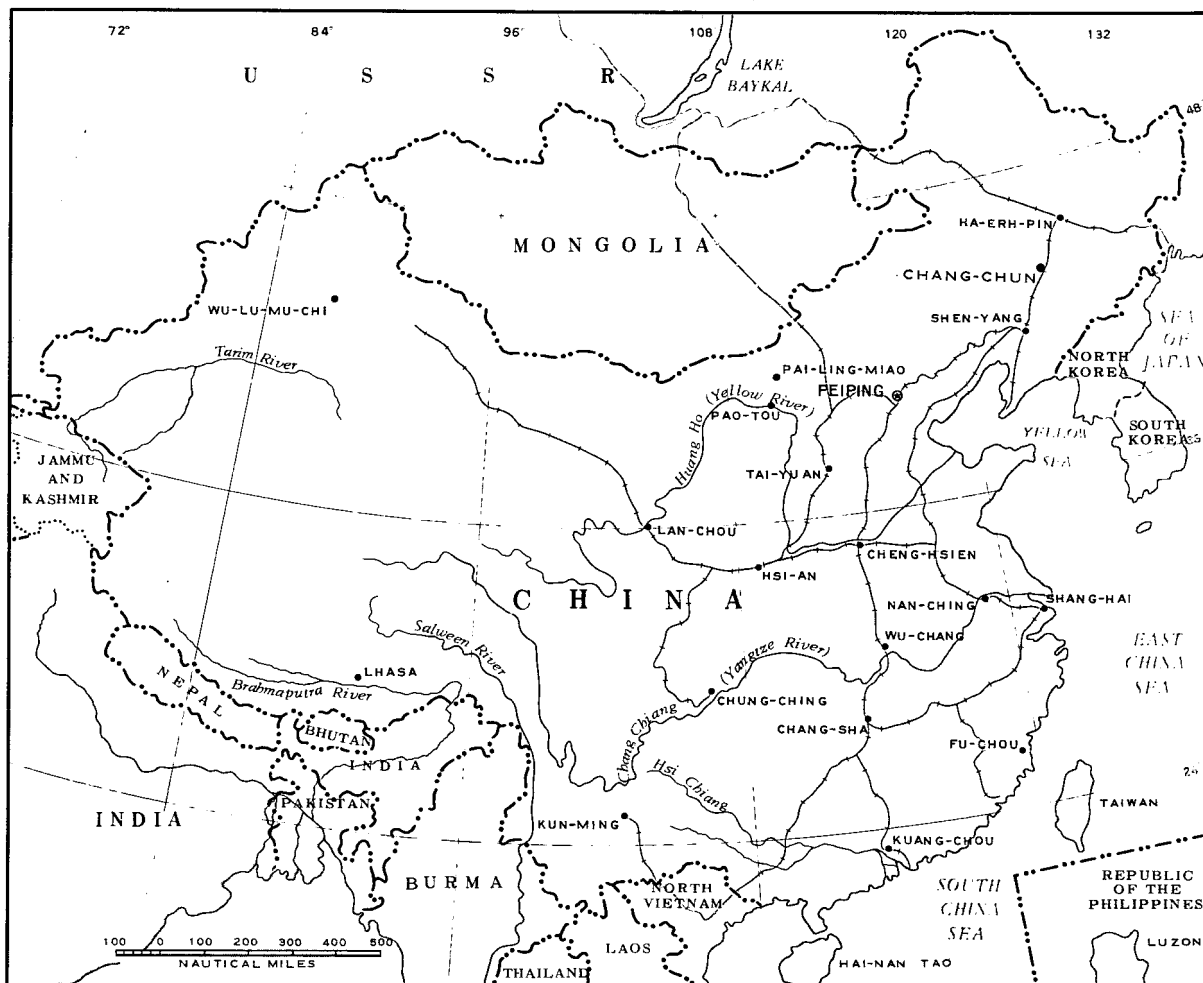 72°
84°
96°
108
120
132
U S S R
LAKE
BAYKAL
48°
MONGOLIA
HA-ERH-PIN
CHANG-CHUN
SHEN-YANG
SEA
OF
JAPAN
WU-LU-MU-CHI
Tarim River
PAI-LING-MIAO
FEIPING
NORTH
KOREA
Huang Ho (Yellow River)
PAO-TOU
YELLOW
SEA
SOUTH
KOREA
JAMMU
AND
KASHMIR
TAI-YUAN
LAN-CHOU
CHENG-HSIEN
HSI-AN
CHINA
NAN-CHING
SHANG-HAI
Salween River
WU-CHANG
EAST
CHINA
SEA
LHASA
Brahmaputra River
NEPAL
Chang Chiang (Yangtze River)
CHUNG-CHING
CHANG-SHA
FU-CHOU
BHUTAN
INDIA
Hsi Chiang
PAKISTAN
INDIA
TAIWAN
KUN-MING
KUANG-CHOU
BURMA
NORTH
VIETNAM
SOUTH
CHINA
SEA
REPUBLIC
OF THE
PHILIPPINES
LAOS
LUZON
HAI-NAN TAO
THAILAND
100 0 100 200 300 400 500
NAUTICAL MILES